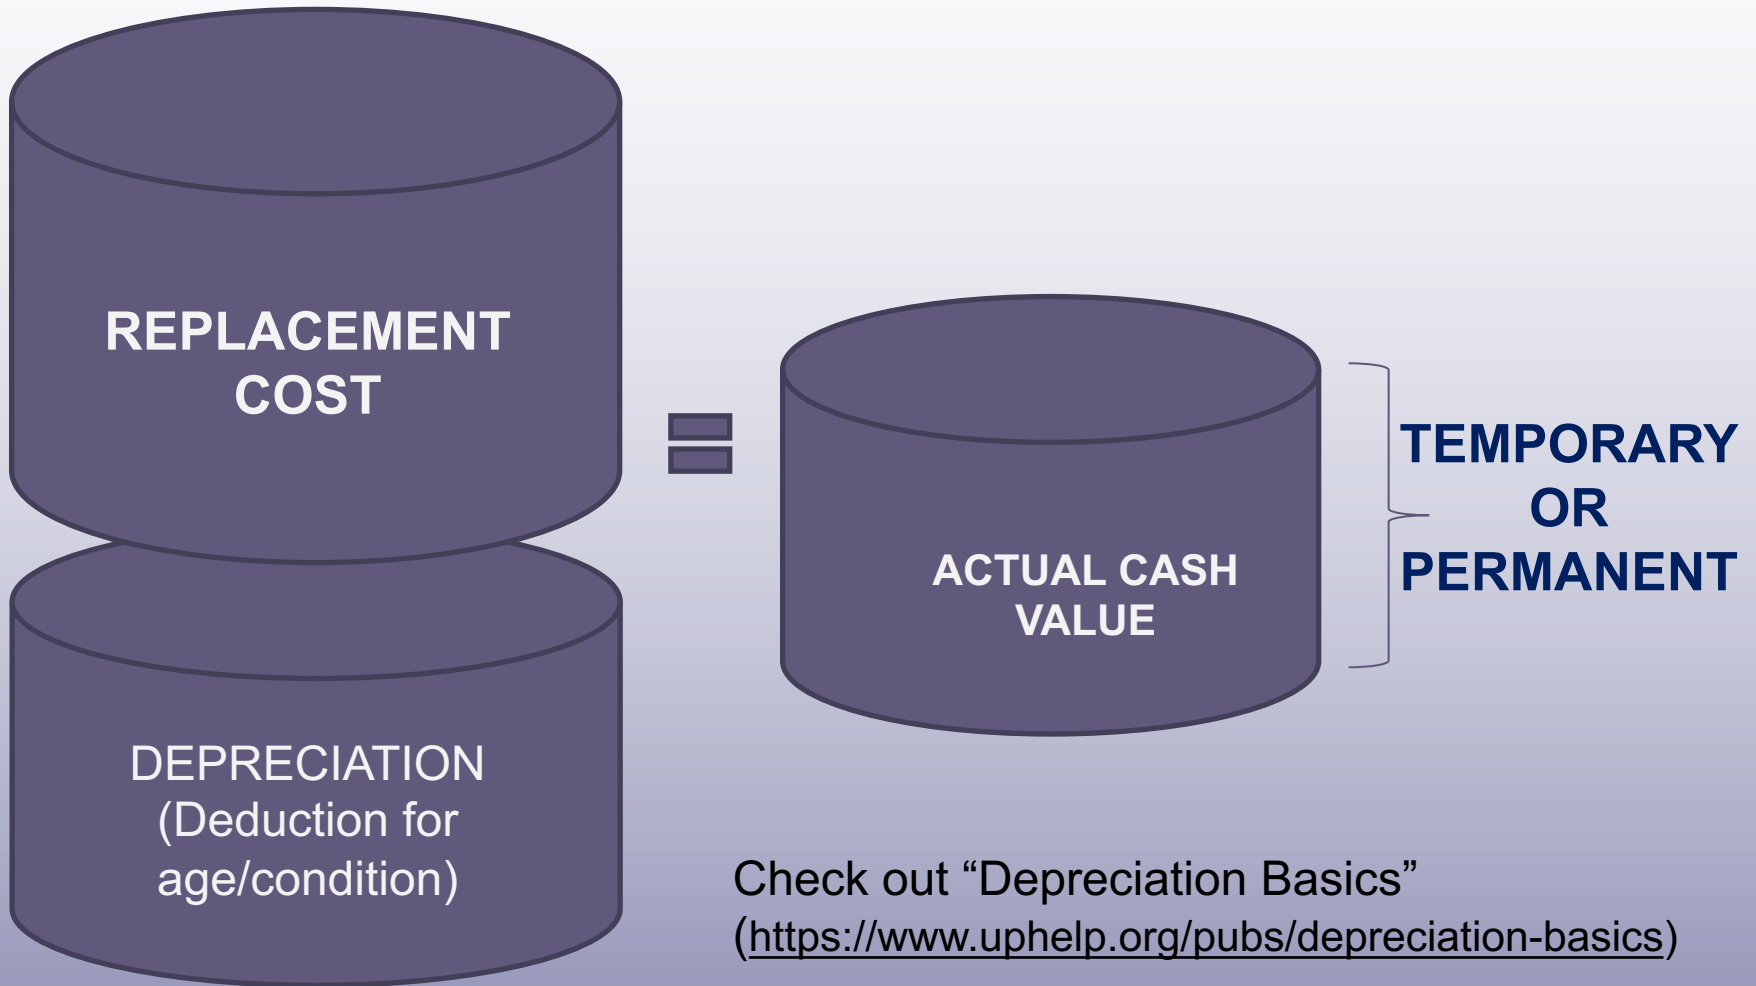 REPLACEMENT
COST
DEPRECIATION
(Deduction for
age/condition)
ACTUAL CASH
VALUE
TEMPORARY
OR
PERMANENT
Check out “Depreciation Basics”
(https://www.uphelp.org/pubs/depreciation-basics)